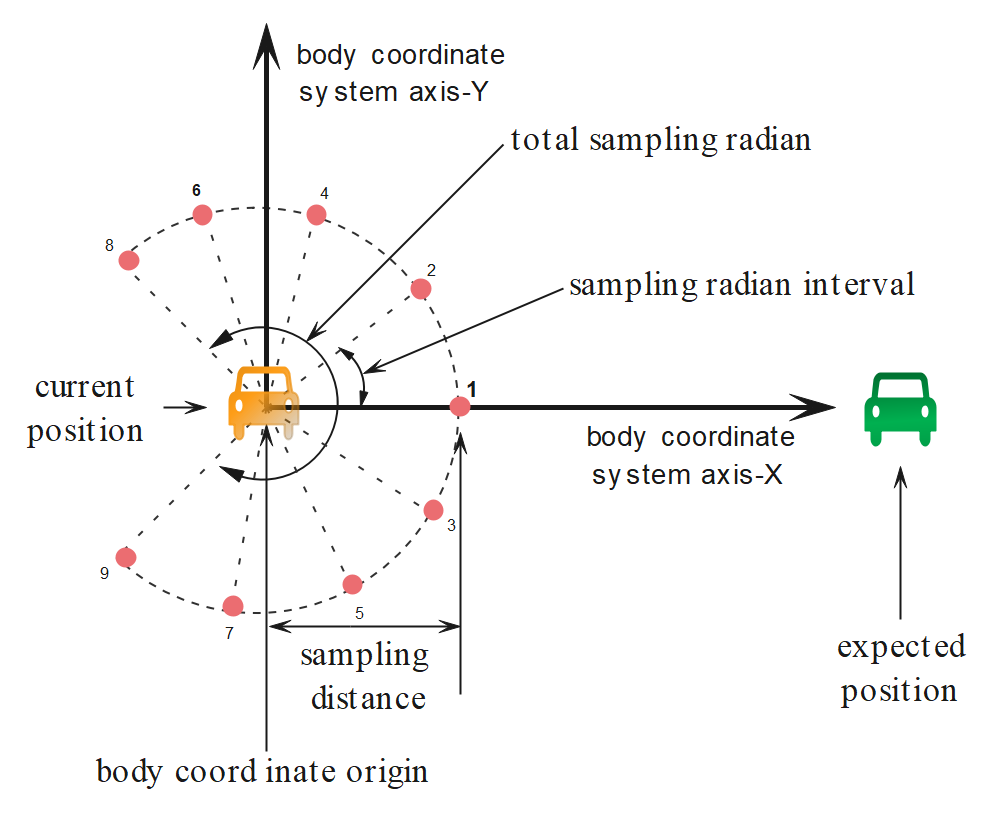 body coordinate
system axis-Y
total sampling radian
6
4
8
2
sampling radian interval
current
position
1
body coordinate
system axis-X
3
9
5
7
sampling
distance
expected
position
body coordinate origin